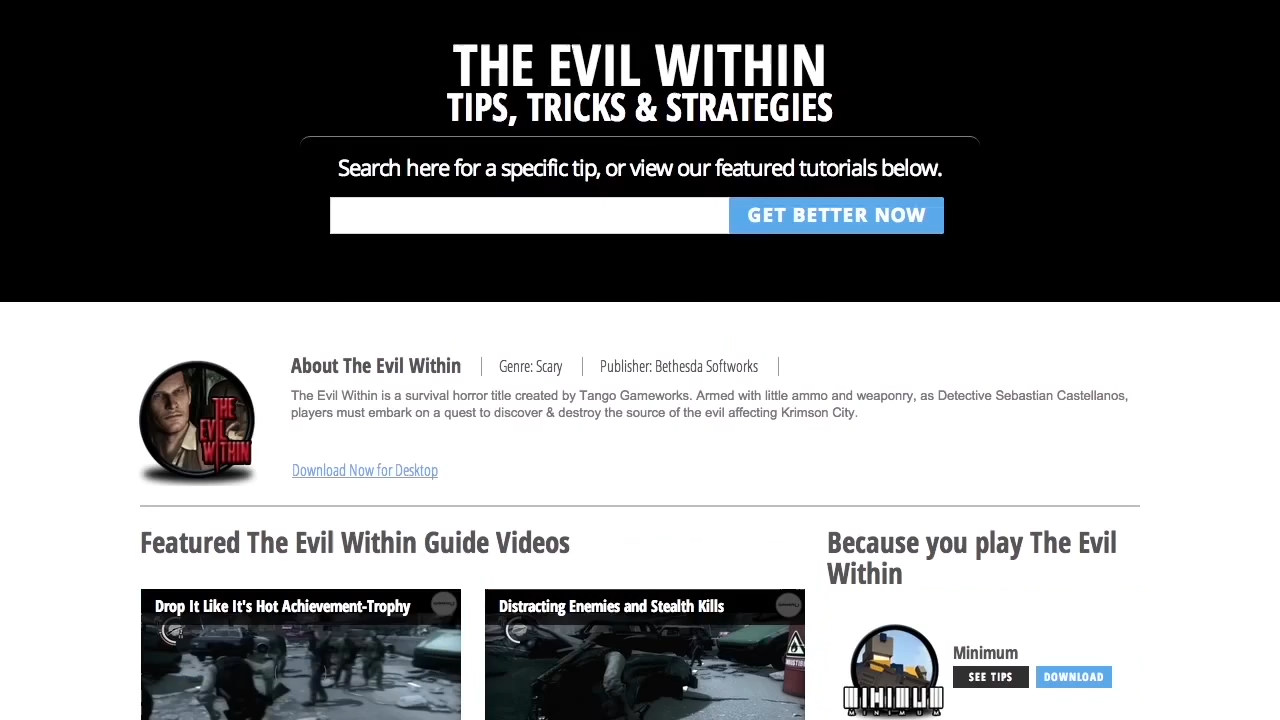 THE EVIL WITHIN
TIPS, TRICKS & STRATEGIES
Search here for a specific tip, or view our featured tutorials below.
GET BETTER NOW
About The Evil Within
Genre: Scary
Publisher: Bethesda Softworks
The Evil Within is a survival horror title created by Tango Gameworks. Armed with little ammo and weaponry, as Detective Sebastian Castellanos,
players must embark on a quest to discover & destroy the source of the evil affecting Krimson City.
THE
EVIL
WITHIN
Download Now for Desktop
Featured The Evil Within Guide Videos
Because you play The Evil
Within
Drop It Like It's Hot Achievement-Trophy
Distracting Enemies and Stealth Kills
Minimum
SEE TIPS
DOWNLOAD
MINIMUM